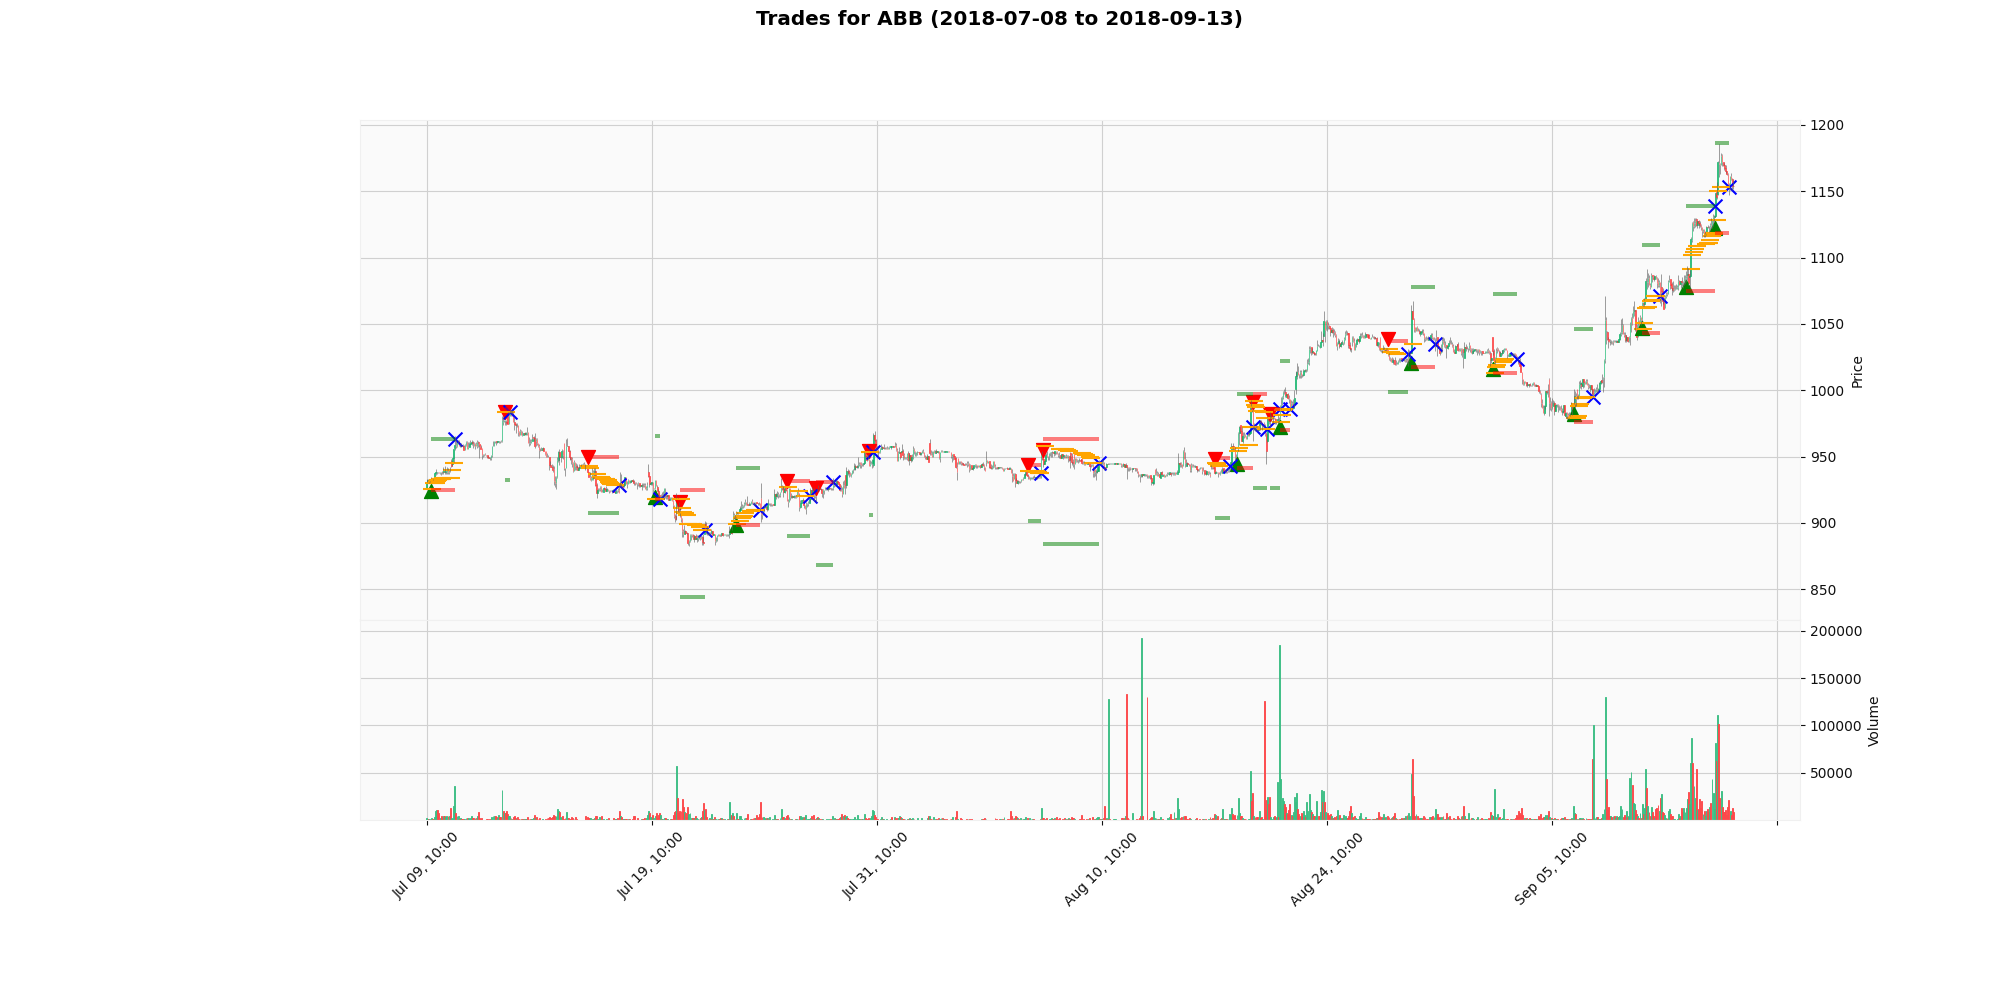 Trades for ABB (2018-07-08 to 2018-09-13)
1200
1150
1100
1050
1000
950
900
850
Price
200000
150000
100000
50000
Volume
Jul 09, 10:00
Jul 19, 10:00
Jul 31, 10:00
Aug 10, 10:00
Aug 24, 10:00
Sep 05, 10:00